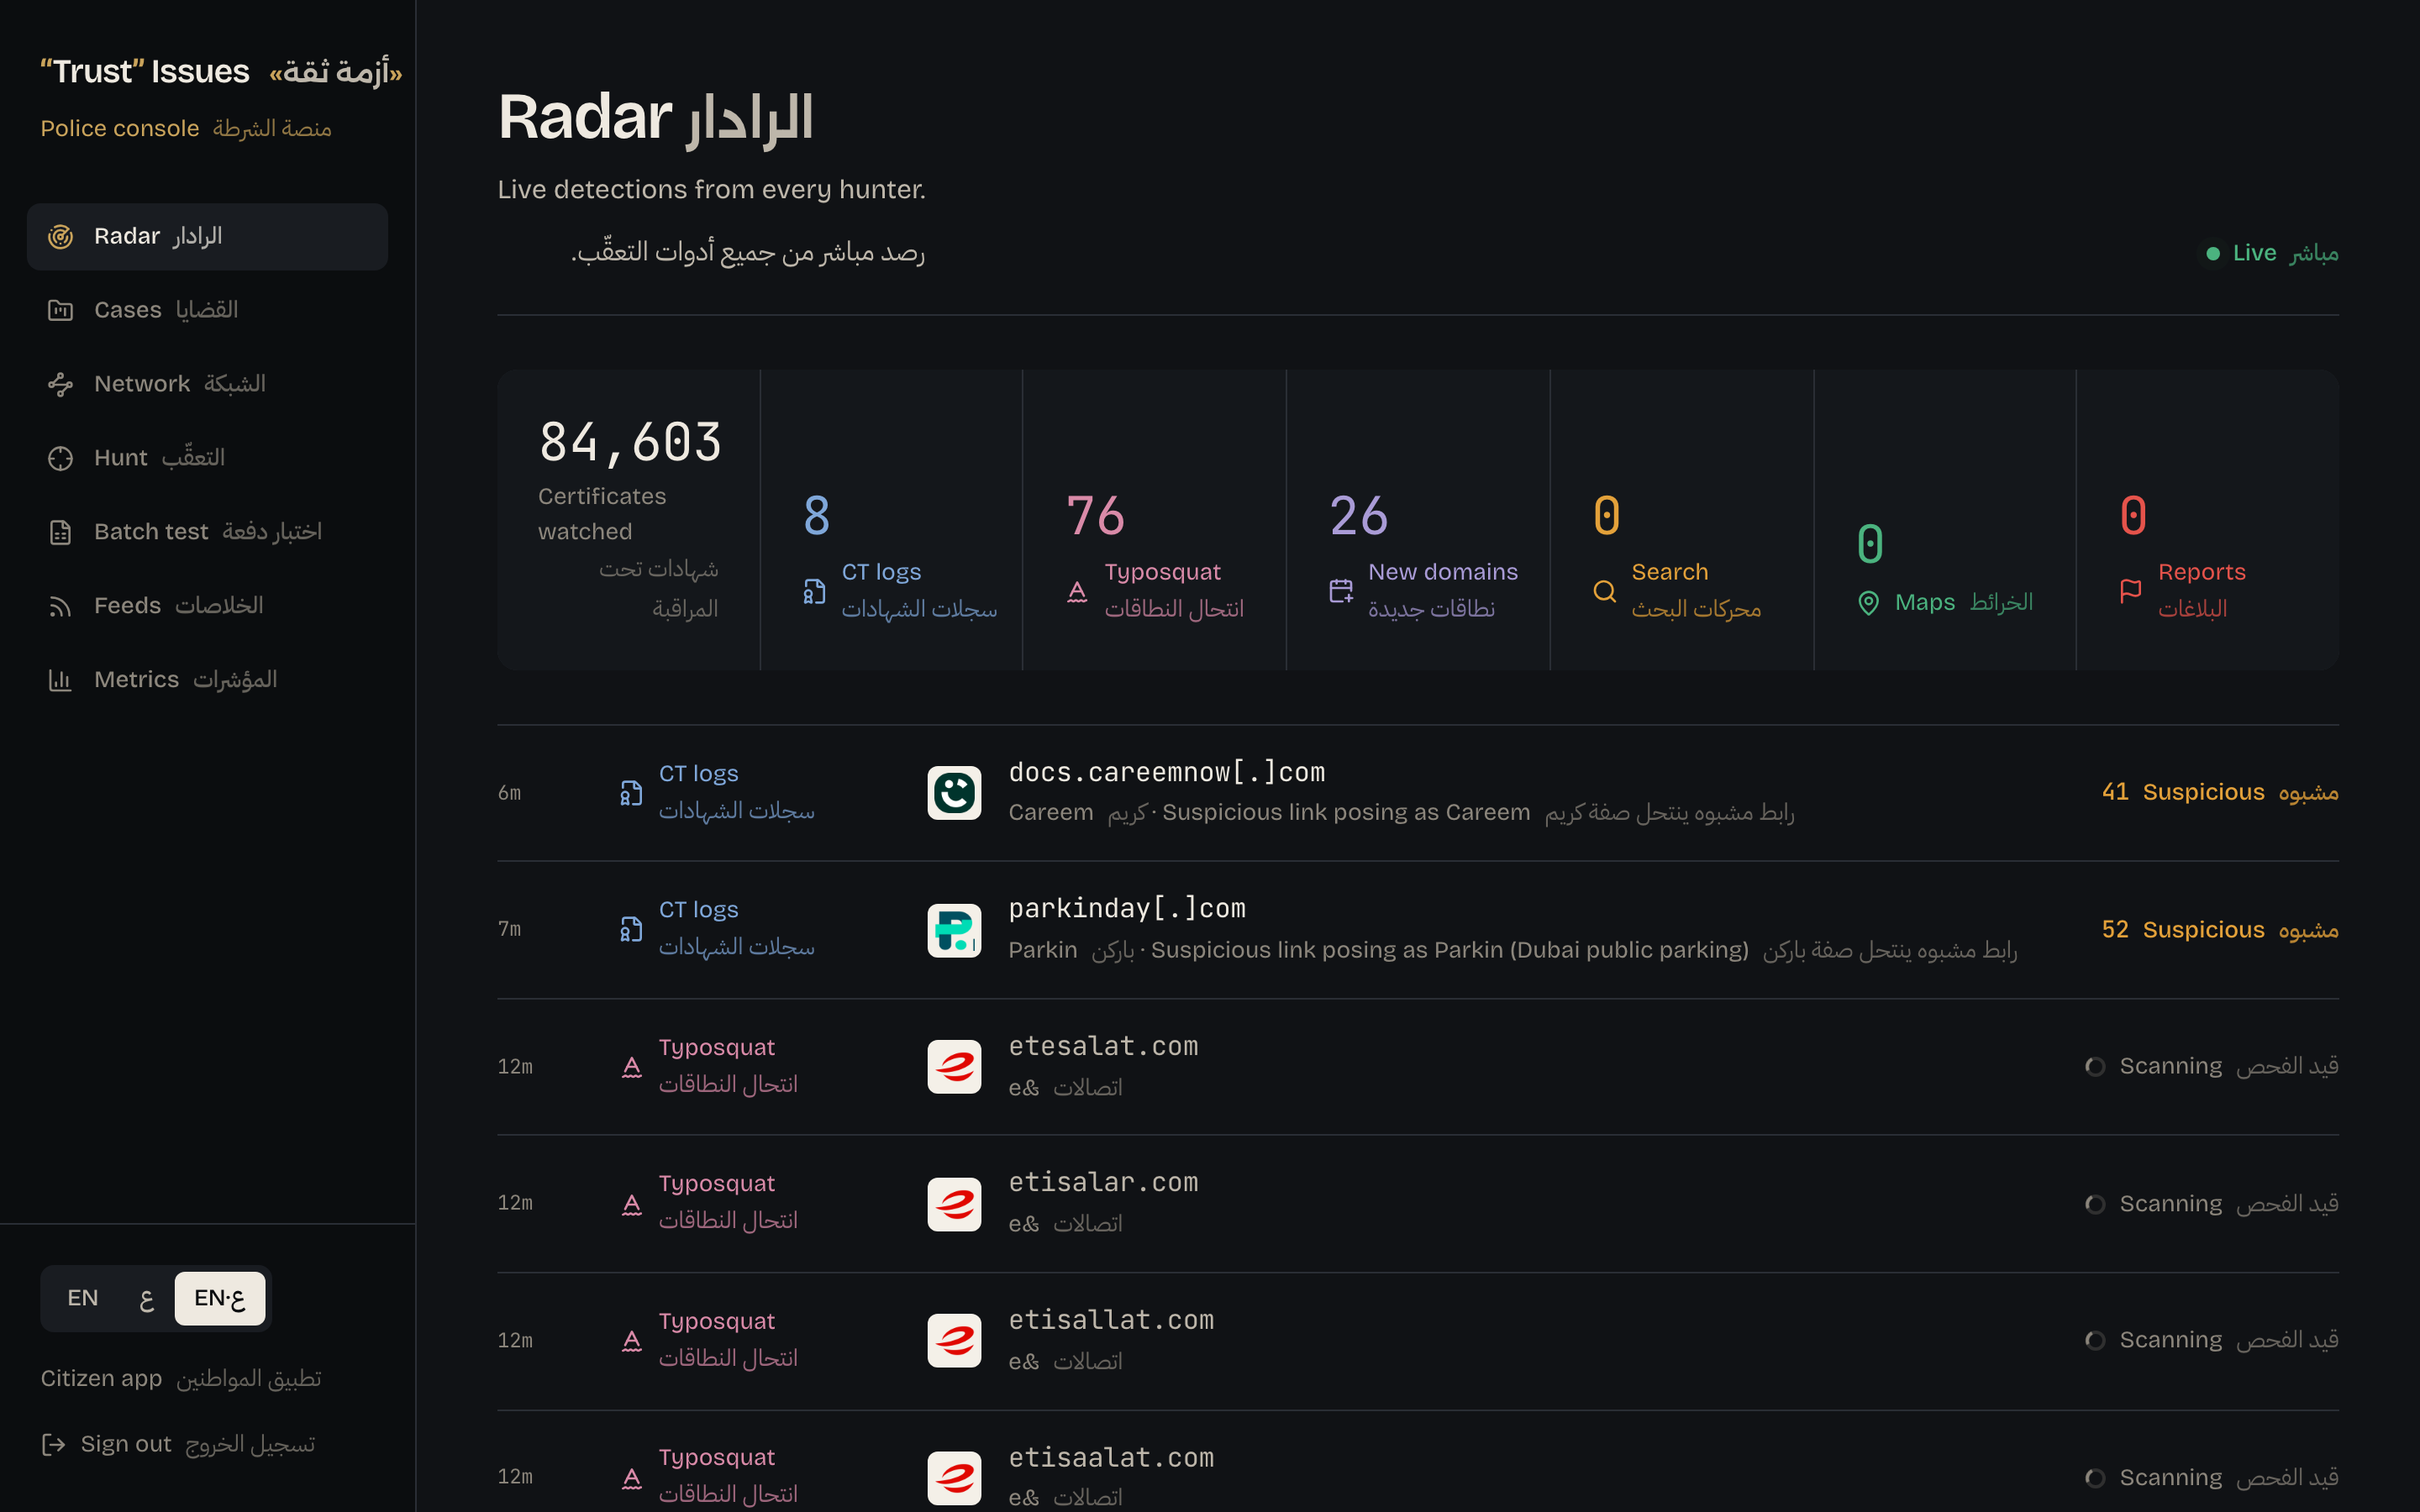 “Trust” Issues «أزمة ثقة»
Police console منصة الشرطة
Radar الرادار
Cases القضايا
Network الشبكة
Hunt التعقّب
Batch test اختبار دفعة
Feeds الخلاصات
Metrics المؤشرات
EN ع EN·ع
Citizen app تطبيق المواطنين
Sign out تسجيل الخروج
Radar الرادار
Live detections from every hunter.
رصد مباشر من جميع أدوات التعقّب.
Live مباشر
84,603
Certificates
watched
شهادات تحت
المراقبة
8
CT logs
سجلات الشهادات
76
Typosquat
انتحال النطاقات
26
New domains
نطاقات جديدة
0
Search
محركات البحث
0
Maps الخرائط
0
Reports
البلاغات
6m
CT logs
سجلات الشهادات
docs.careemnow[.]com
Careem كريم · Suspicious link posing as Careem رابط مشبوه ينتحل صفة كريم
41 Suspicious مشبوه
7m
CT logs
سجلات الشهادات
parkinday[.]com
Parkin باركن · Suspicious link posing as Parkin (Dubai public parking) رابط مشبوه ينتحل صفة باركن
52 Suspicious مشبوه
12m
Typosquat
انتحال النطاقات
etesalat.com
e& اتصالات
Scanning قيد الفحص
12m
Typosquat
انتحال النطاقات
etisalar.com
e& اتصالات
Scanning قيد الفحص
12m
Typosquat
انتحال النطاقات
etisallat.com
e& اتصالات
Scanning قيد الفحص
12m
Typosquat
انتحال النطاقات
etisaalat.com
e& اتصالات
Scanning قيد الفحص